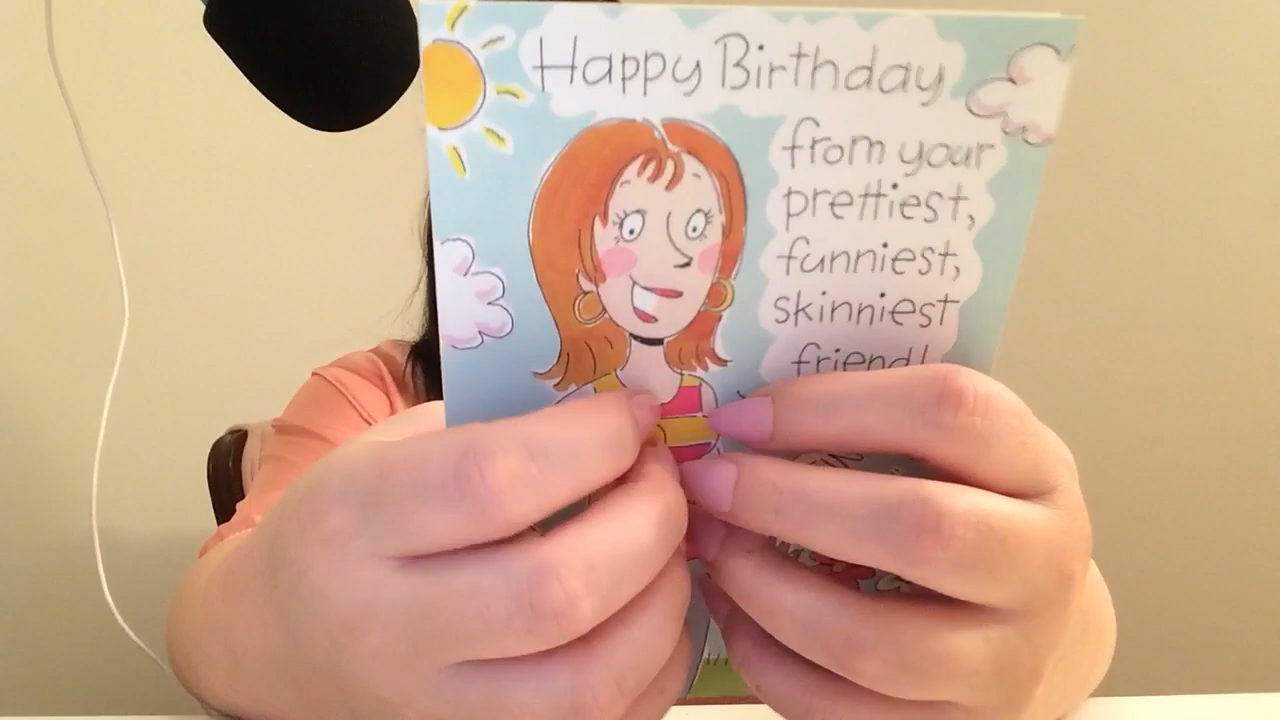 Happy Birthday
from your
prettiest,
funniest,
skinniest
friend!